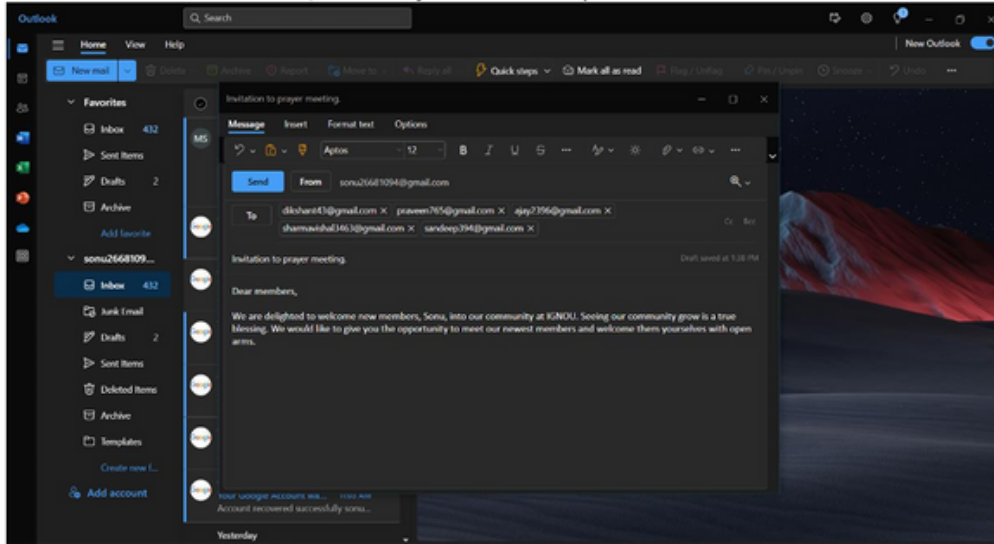 Outlook
Search
Home View Help
New Outlook
New mail Delete Archive Report Move to Reply all Quick steps Mark all as read Flag / Unflag Pin / Unpin Snooze Undo
Favorites
Inbox 432
Sent Items
Drafts 2
Archive
Add favorite
sonu2668109...
Inbox 432
Junk Email
Drafts 2
Sent Items
Deleted Items
Archive
Templates
Create new f...
Add account
MS
Invitation to prayer meeting.
Message Insert Format text Options
Aptos 12 B I U S
Send From sonu26681094@gmail.com
To dikshant43@gmail.com praveen765@gmail.com ajay2396@gmail.com
sharmavishal3463@gmail.com sandeep394@gmail.com
Cc Bcc
Invitation to prayer meeting. Draft saved at 1:38 PM
Dear members,
We are delighted to welcome new members, Sonu, into our community at IGNOU. Seeing our community grow is a true
blessing. We would like to give you the opportunity to meet our newest members and welcome them yourselves with open
arms.
Your Google Account wa... 11:03 AM
Account recovered successfully sonu...
Yesterday